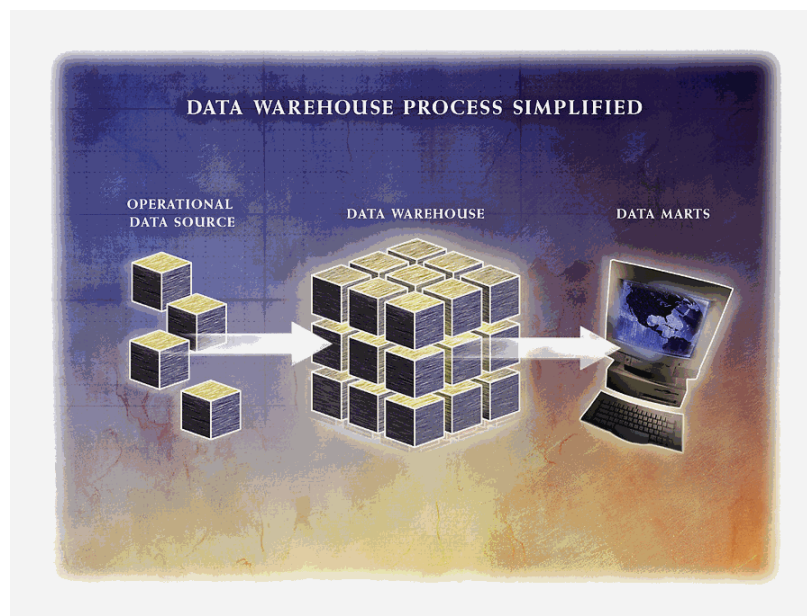 DATA WAREHOUSE PROCESS SIMPLIFIED
OPERATIONAL
DATA SOURCE
DATA WAREHOUSE
DATA MARTS